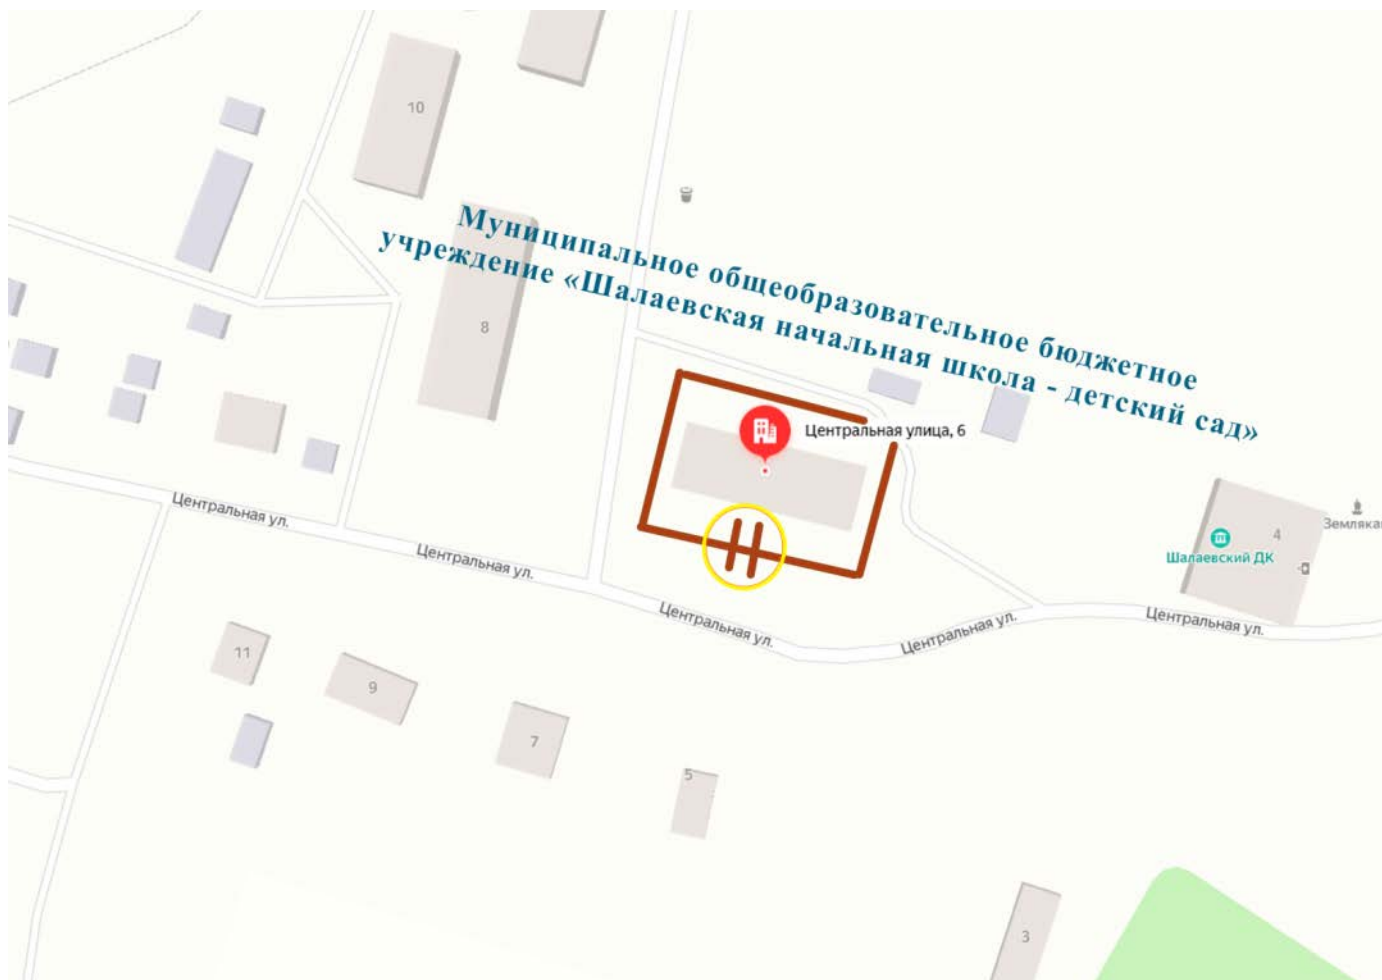 10
Муниципальное общеобразовательное бюджетное
учреждение «Шалаевская начальная школа - детский сад»
8
Центральная улица, 6
Центральная ул.
4
Шалаевский ДК
Центральная ул.
Центральная ул.
Центральная ул.
Центральная ул.
11
9
7
5
3